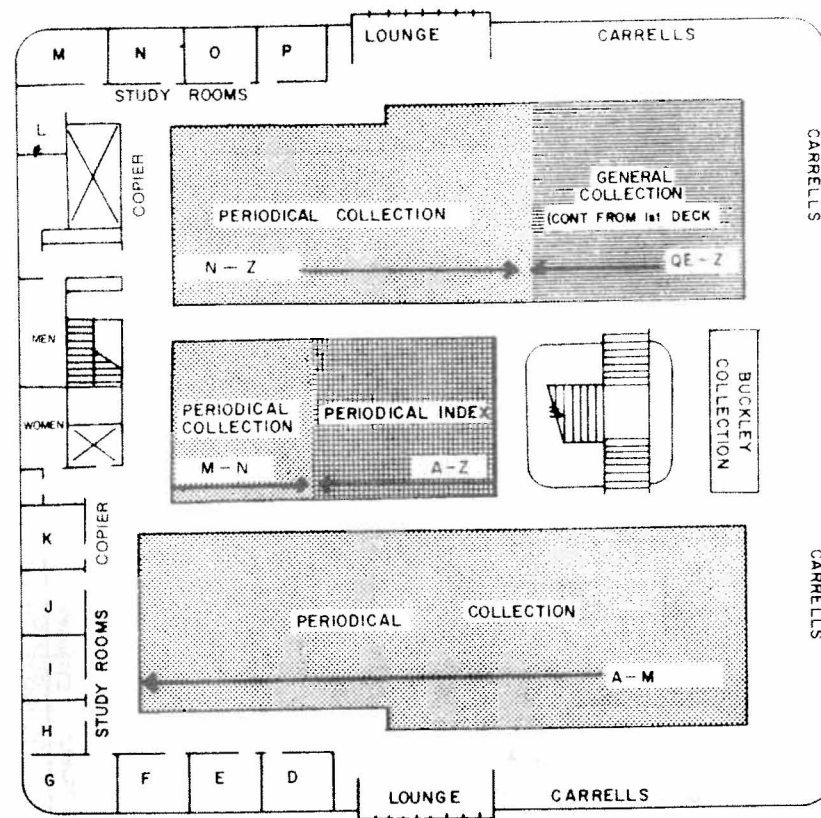 M
N
O
P
LOUNGE
CARRELLS
STUDY ROOMS
L
COPIER
CARRELLS
PERIODICAL COLLECTION
N – Z
GENERAL
COLLECTION
(CONT FROM 1st DECK
QE – Z
MEN
WOMEN
PERIODICAL
COLLECTION
M – N
PERIODICAL INDEX
A – Z
BUCKLEY
COLLECTION
K
COPIER
J
I
H
STUDY ROOMS
PERIODICAL COLLECTION
A – M
CARRELLS
G
F
E
D
LOUNGE
CARRELLS